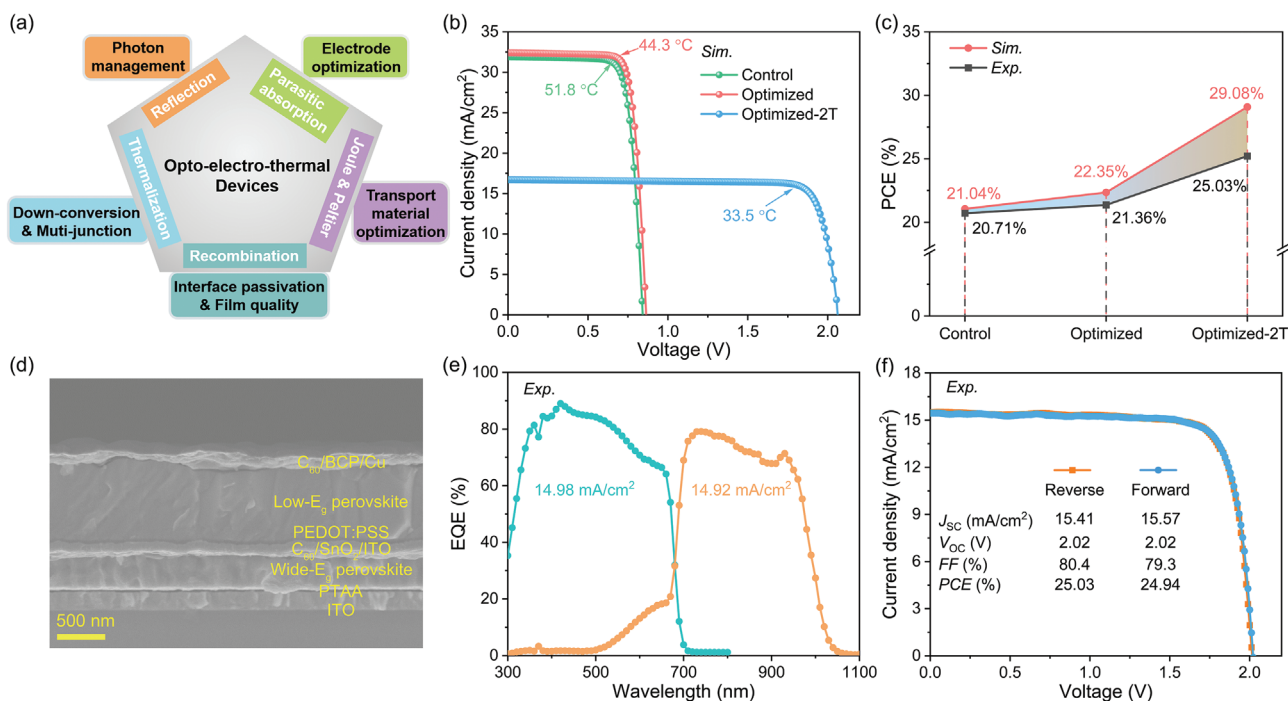 (a)
Photon
management
Electrode
optimization
Reflection
Parasitic
absorption
Thermalization
Opto-electro-thermal
Devices
Joule & Peltier
Down-conversion
& Muti-junction
Transport
material
optimization
Recombination
Interface passivation
& Film quality
(b)
35
30
25
20
15
10
5
0
Current density (mA/cm²)
0.0
0.5
1.0
1.5
2.0
Voltage (V)
44.3 °C
51.8 °C
33.5 °C
Sim.
Control
Optimized
Optimized-2T
(c)
35
30
25
20
0
PCE (%)
Sim.
Exp.
21.04%
22.35%
29.08%
20.71%
21.36%
25.03%
Control
Optimized
Optimized-2T
(d)
C₆₀/BCP/Cu
Low-E_g perovskite
PEDOT:PSS
C₆₀/SnO₂/ITO
Wide-E_g perovskite
PTAA
ITO
500 nm
(e)
100
80
60
40
20
0
EQE (%)
Exp.
14.98 mA/cm²
14.92 mA/cm²
300
500
700
900
1100
Wavelength (nm)
(f)
18
15
12
9
6
3
0
Current density (mA/cm²)
Exp.
Reverse Forward
J_SC (mA/cm²) 15.41 15.57
V_OC (V) 2.02 2.02
FF (%) 80.4 79.3
PCE (%) 25.03 24.94
0.0
0.5
1.0
1.5
2.0
Voltage (V)